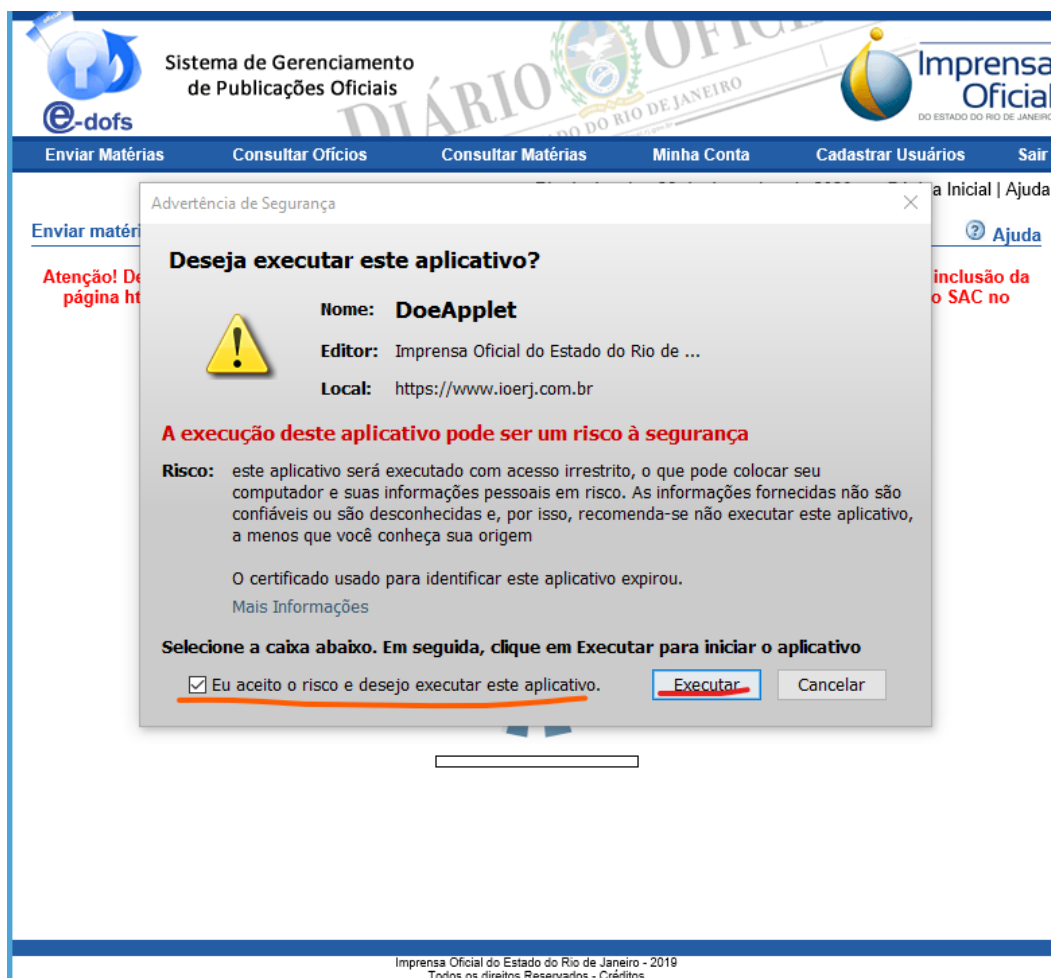 Sistema de Gerenciamento
de Publicações Oficiais
e-dofs
DIÁRIO OFIC
DO RIO DE JANEIRO
Imprensa
Oficial
DO ESTADO DO RIO DE JANEIRO
Enviar Matérias Consultar Ofícios Consultar Matérias Minha Conta Cadastrar Usuários Sair
a Inicial | Ajuda
Enviar matéri
Ajuda
Atenção! De
inclusão da
página ht
o SAC no
Advertência de Segurança
Deseja executar este aplicativo?
Nome: DoeApplet
Editor: Imprensa Oficial do Estado do Rio de ...
Local: https://www.ioerj.com.br
A execução deste aplicativo pode ser um risco à segurança
Risco: este aplicativo será executado com acesso irrestrito, o que pode colocar seu
computador e suas informações pessoais em risco. As informações fornecidas não são
confiáveis ou são desconhecidas e, por isso, recomenda-se não executar este aplicativo,
a menos que você conheça sua origem
O certificado usado para identificar este aplicativo expirou.
Mais Informações
Selecione a caixa abaixo. Em seguida, clique em Executar para iniciar o aplicativo
Eu aceito o risco e desejo executar este aplicativo. Executar Cancelar
Imprensa Oficial do Estado do Rio de Janeiro - 2019
Todos os direitos Reservados - Créditos